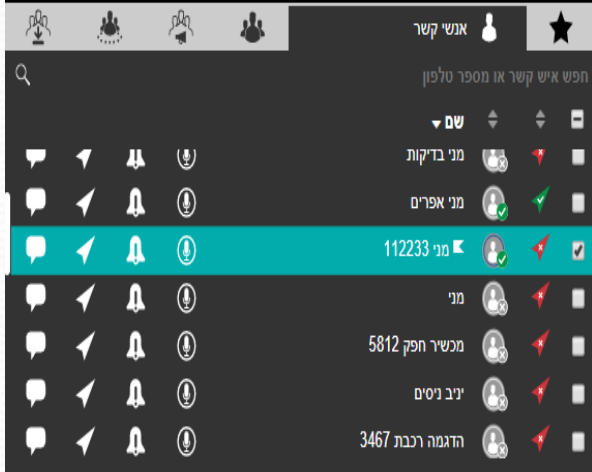 אנשי קשר
חפש איש קשר או מספר טלפון
שם
מני בדיקות
מני אפרים
מני 112233
מני
מכשיר חפק 5812
יניב ניסים
הדגמה רכבת 3467